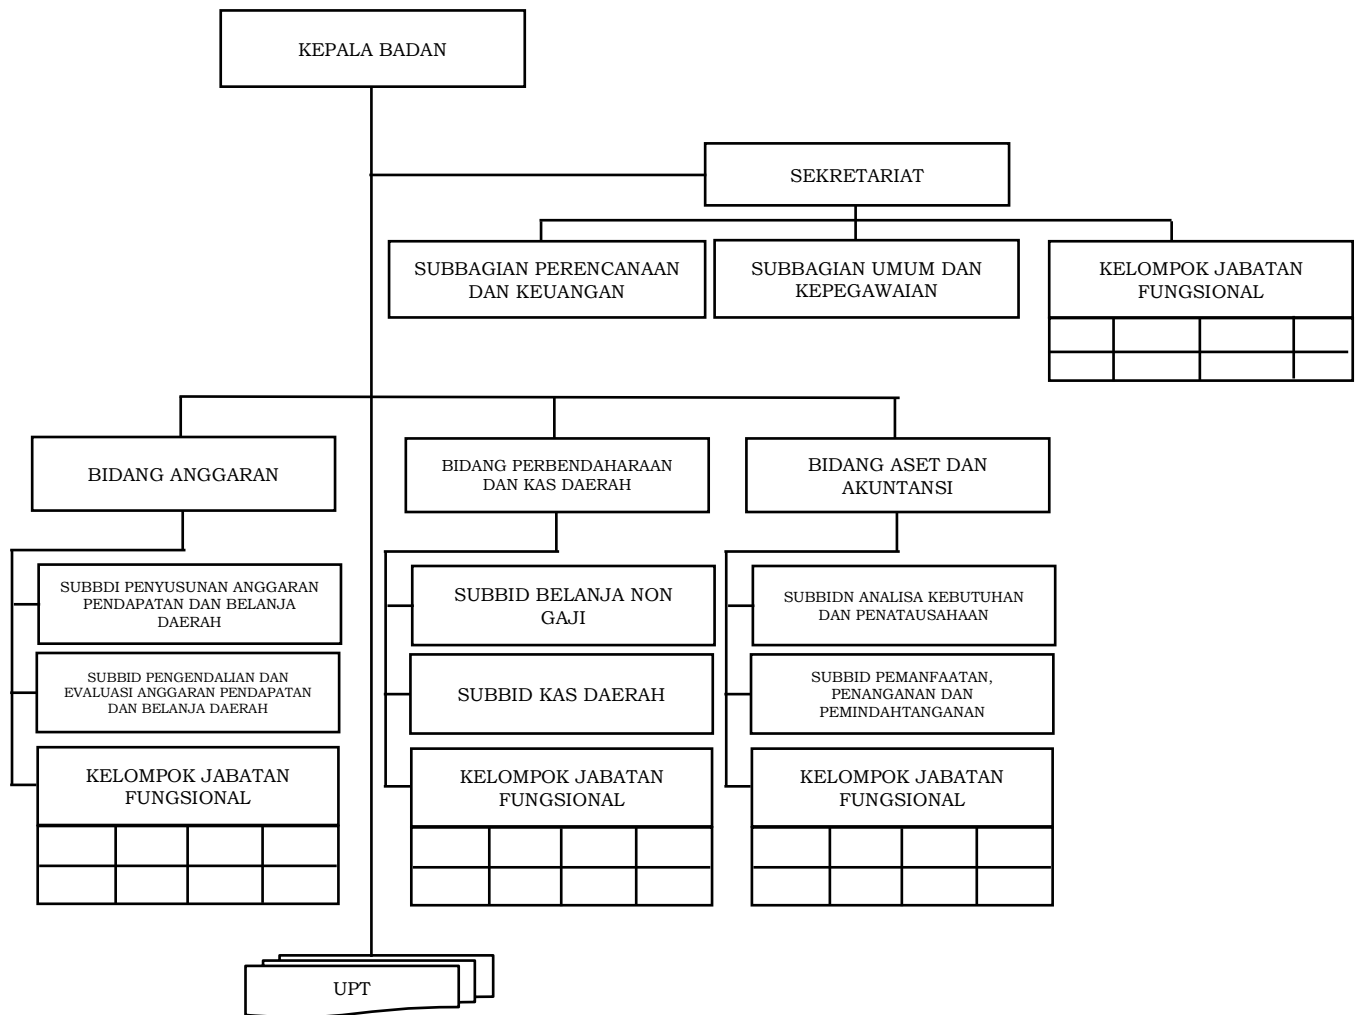 KEPALA BADAN
SEKRETARIAT
SUBBAGIAN PERENCANAAN
DAN KEUANGAN
SUBBAGIAN UMUM DAN
KEPEGAWAIAN
KELOMPOK JABATAN
FUNGSIONAL
BIDANG ANGGARAN
BIDANG PERBENDAHARAAN
DAN KAS DAERAH
BIDANG ASET DAN
AKUNTANSI
SUBBDI PENYUSUNAN ANGGARAN
PENDAPATAN DAN BELANJA
DAERAH
SUBBID BELANJA NON
GAJI
SUBBIDN ANALISA KEBUTUHAN
DAN PENATAUSAHAAN
SUBBID PENGENDALIAN DAN
EVALUASI ANGGARAN PENDAPATAN
DAN BELANJA DAERAH
SUBBID KAS DAERAH
SUBBID PEMANFAATAN,
PENANGANAN DAN
PEMINDAHTANGANAN
KELOMPOK JABATAN
FUNGSIONAL
KELOMPOK JABATAN
FUNGSIONAL
KELOMPOK JABATAN
FUNGSIONAL
UPT